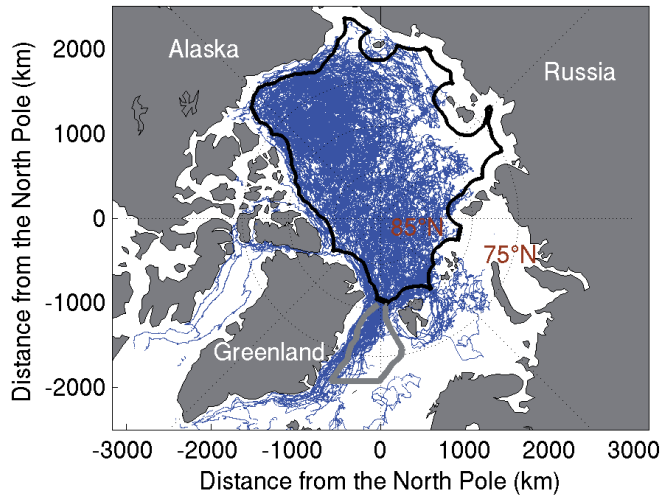 2000
1000
0
-1000
-2000
Distance from the North Pole (km)
Alaska
Russia
85°N
75°N
Greenland
-3000 -2000 -1000 0 1000 2000 3000
Distance from the North Pole (km)